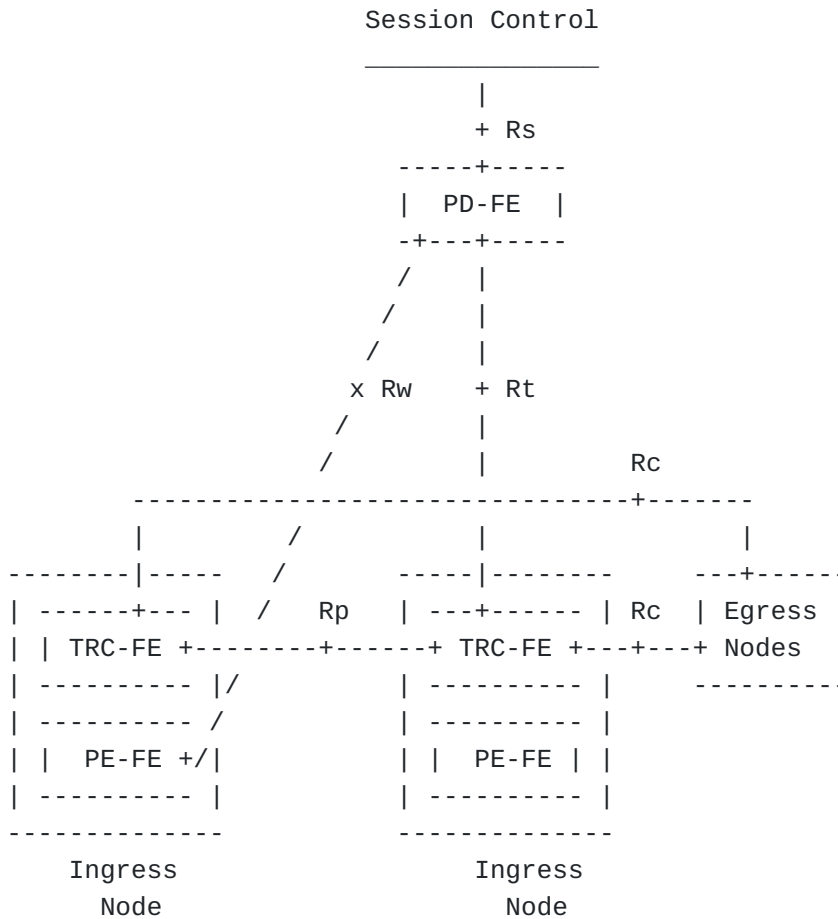 Session Control
Rs
PD-FE
Rw Rt
Rc
Rp Rc Egress
TRC-FE TRC-FE Nodes
PE-FE PE-FE
Ingress Ingress
Node Node